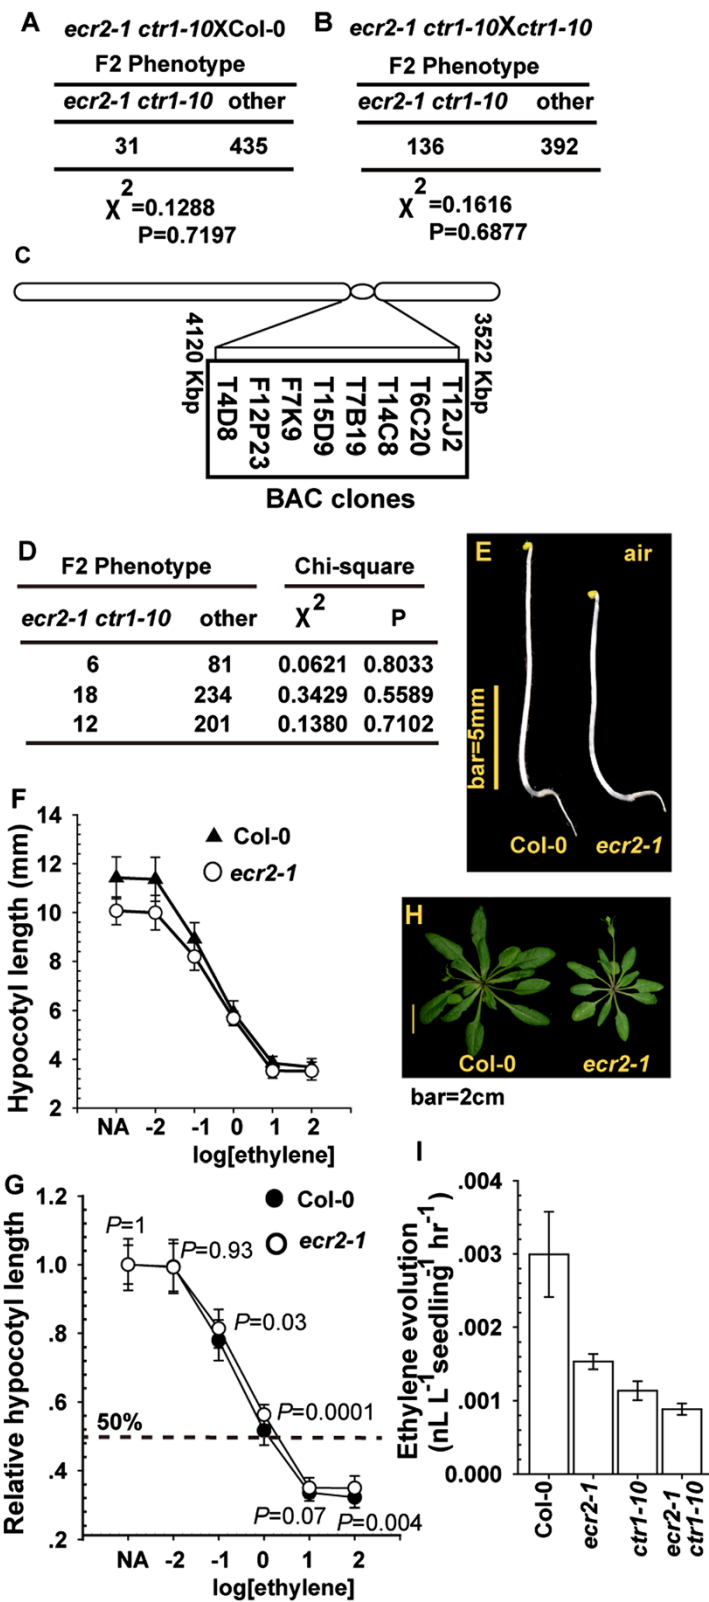 A
ecr2-1 ctr1-10XCol-0
F2 Phenotype
ecr2-1 ctr1-10 other
31 435
χ2=0.1288
P=0.7197
B
ecr2-1 ctr1-10Xctr1-10
F2 Phenotype
ecr2-1 ctr1-10 other
136 392
χ2=0.1616
P=0.6877
C
4120 Kbp
3522 Kbp
T4D8
F12P23
F7K9
T15D9
T7B19
T14C8
T6C20
T12J2
BAC clones
D
F2 Phenotype Chi-square
ecr2-1 ctr1-10 other χ2 P
6 81 0.0621 0.8033
18 234 0.3429 0.5589
12 201 0.1380 0.7102
E
air
bar=5mm
Col-0 ecr2-1
F
Hypocotyl length (mm)
14
12
10
8
6
4
2
Col-0
ecr2-1
NA -2 -1 0 1 2
log[ethylene]
H
Col-0 ecr2-1
bar=2cm
G
Relative hypocotyl length
1.2
1.0
.8
.6
.4
.2
Col-0
ecr2-1
P=1
P=0.93
P=0.03
P=0.0001
50%
P=0.07
P=0.004
NA -2 -1 0 1 2
log[ethylene]
I
Ethylene evolution
(nL L-1seedling-1 hr-1)
.004
.003
.002
.001
0.000
Col-0
ecr2-1
ctr1-10
ecr2-1
ctr1-10